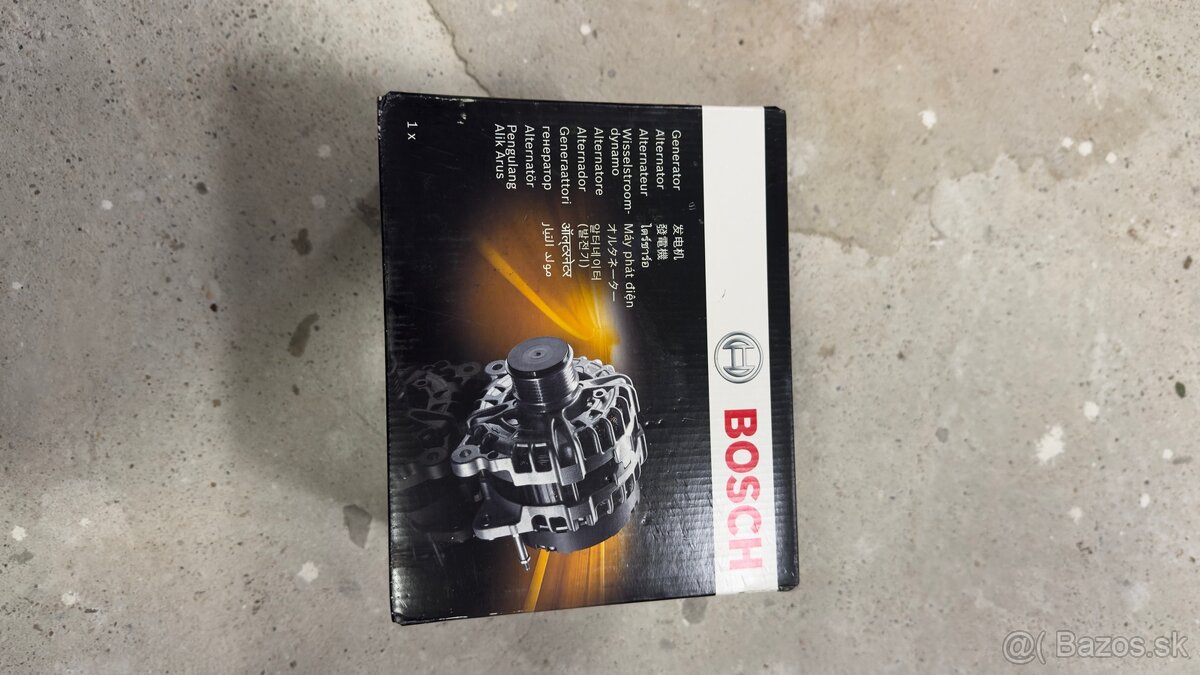 BOSCH
Generator
Alternator
Alternateur
Wisselstroom-
dynamo
Alternatore
Alternador
Generaattori
генератор
Alternatör
Pengulang
Alik Arus
发电机
發電機
ไดร์ชาร์จ
Máy phát điện
オルタネーター
알터네이터
(발전기)
ऑल्टरनेटर
مولد التيار
1 x
@( Bazos.sk